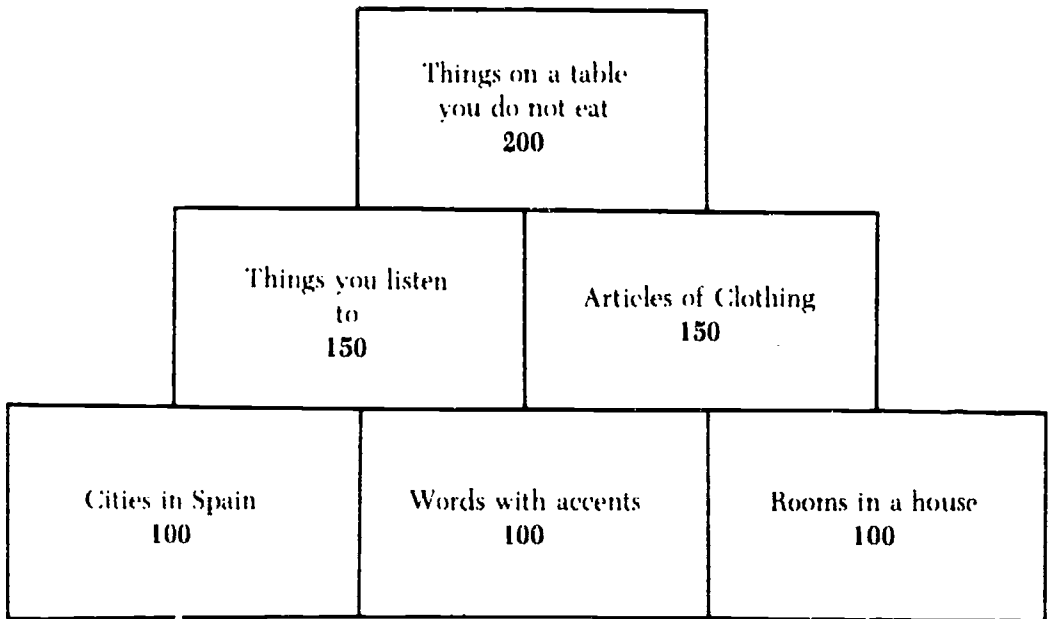 Things on a table
you do not eat
200
Things you listen
to
150
Articles of Clothing
150
Cities in Spain
100
Words with accents
100
Rooms in a house
100